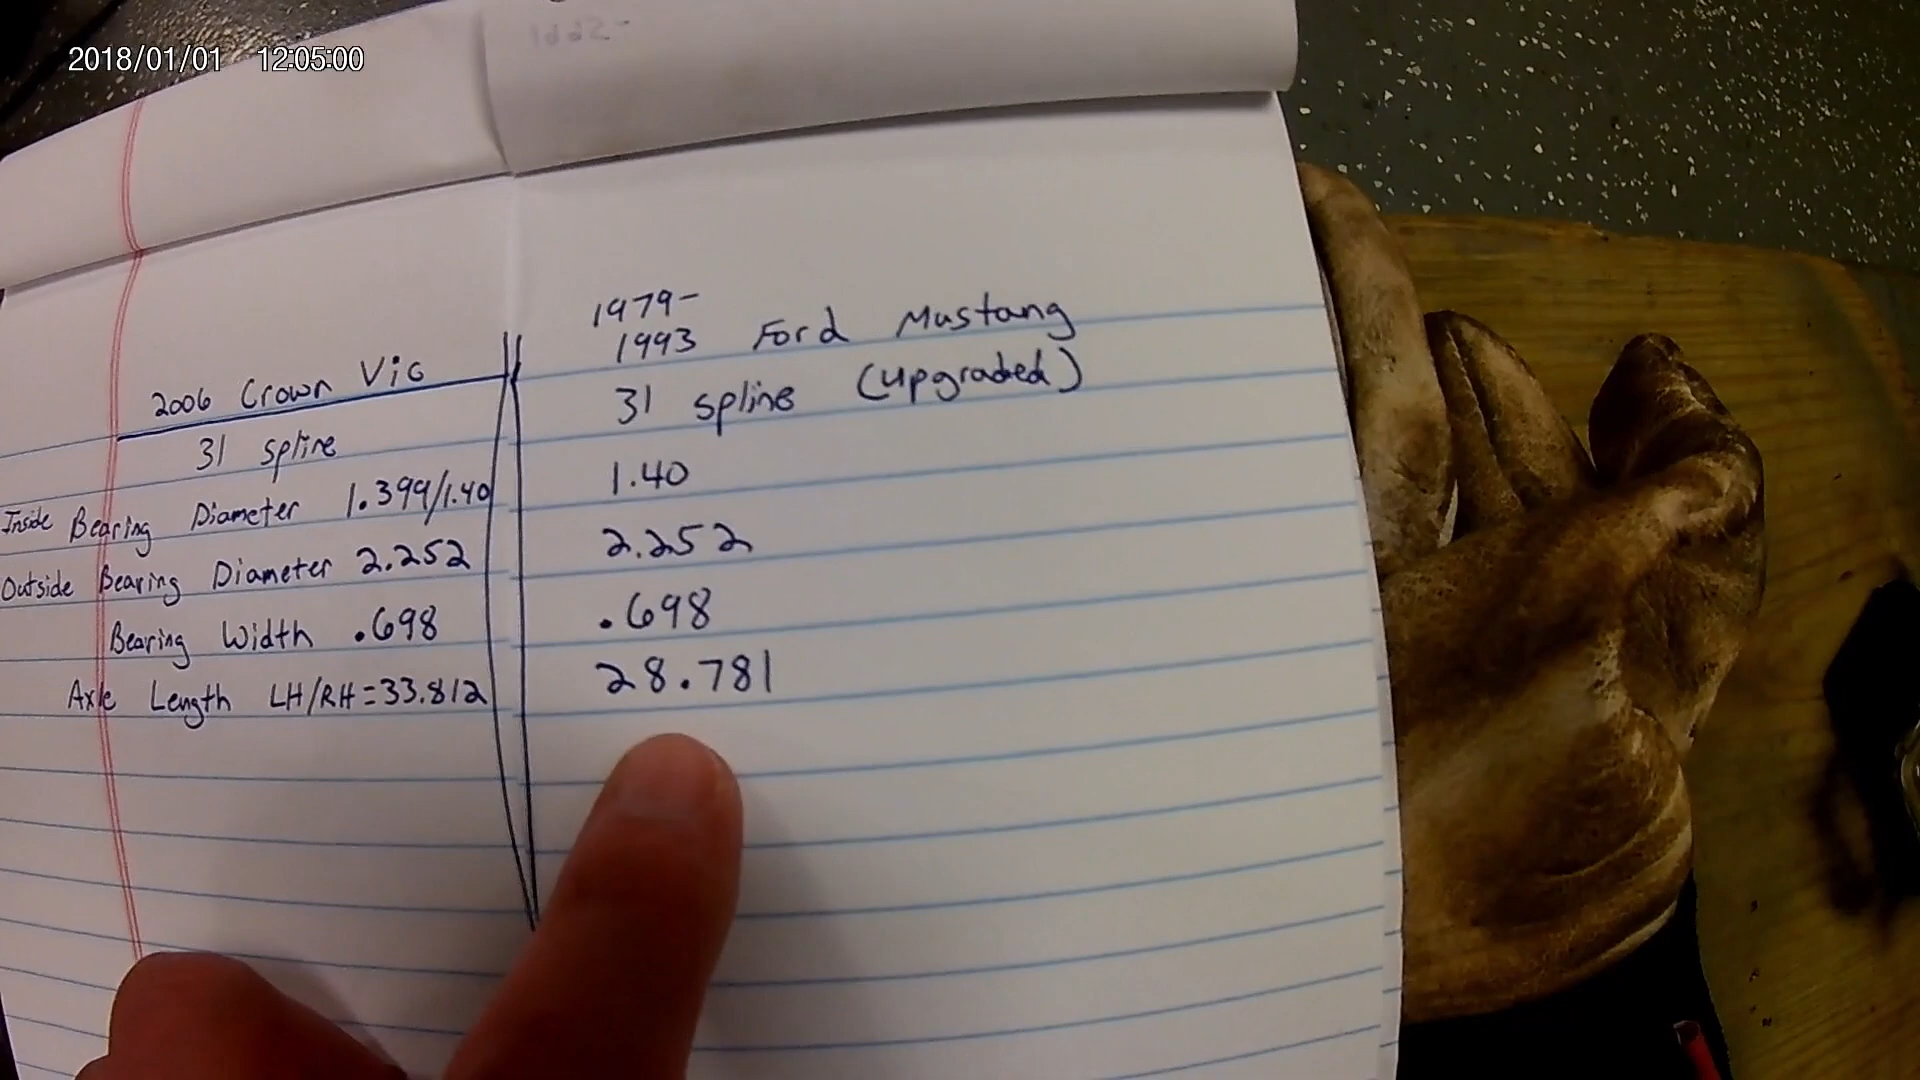 2018/01/01 12:05:00
2006 Crown Vic
31 spline
Inside Bearing Diameter 1.399/1.40
Outside Bearing Diameter 2.252
Bearing Width .698
Axle Length LH/RH=33.812
1979-
1993 Ford Mustang
31 spline (upgraded)
1.40
2.252
.698
28.781